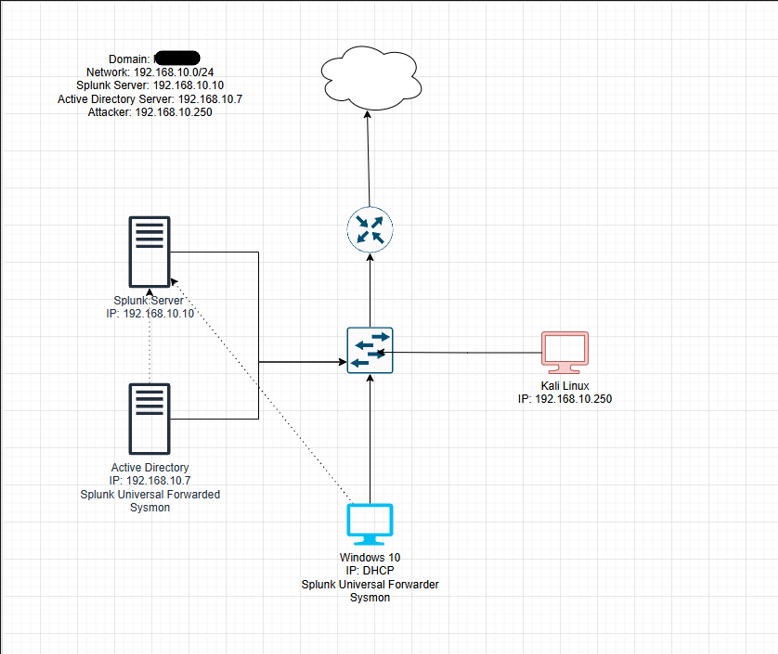 Domain:
Network: 192.168.10.0/24
Splunk Server: 192.168.10.10
Active Directory Server: 192.168.10.7
Attacker: 192.168.10.250
Splunk Server
IP: 192.168.10.10
Kali Linux
IP: 192.168.10.250
Active Directory
IP: 192.168.10.7
Splunk Universal Forwarded
Sysmon
Windows 10
IP: DHCP
Splunk Universal Forwarder
Sysmon